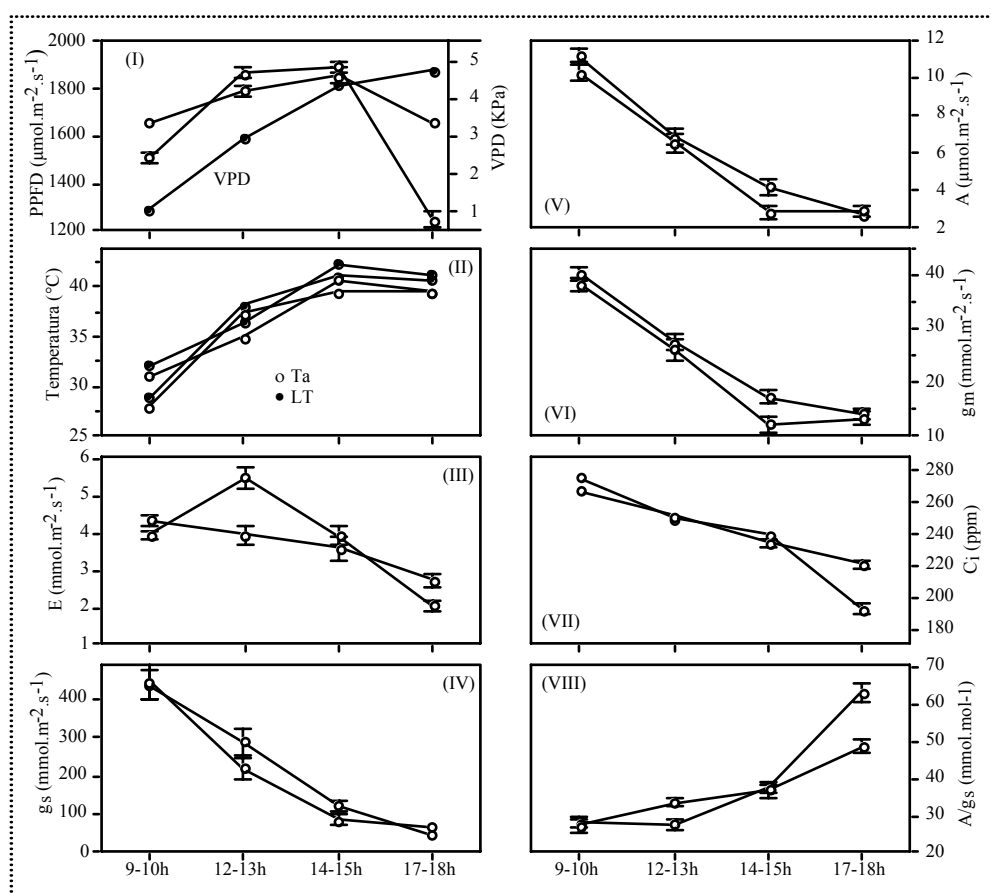 2000
1800
1600
1400
1200
PPFD (µmol.m-2.s-1)
(I)
VPD
5
4
3
2
1
VPD (KPa)
12
10
8
6
4
2
A (µmol.m-2.s-1)
(V)
40
35
30
25
Temperatura (°C)
(II)
Ta
LT
40
30
20
10
gm (mmol.m-2.s-1)
(VI)
6
5
4
3
2
1
E (mmol.m-2.s-1)
(III)
280
260
240
220
200
190
180
Ci (ppm)
(VII)
400
300
200
100
0
gs (mmol.m-2.s-1)
(IV)
9-10h
12-13h
14-15h
17-18h
70
60
50
40
30
20
A/gs (mmol.mol-1)
(VIII)
9-10h
12-13h
14-15h
17-18h